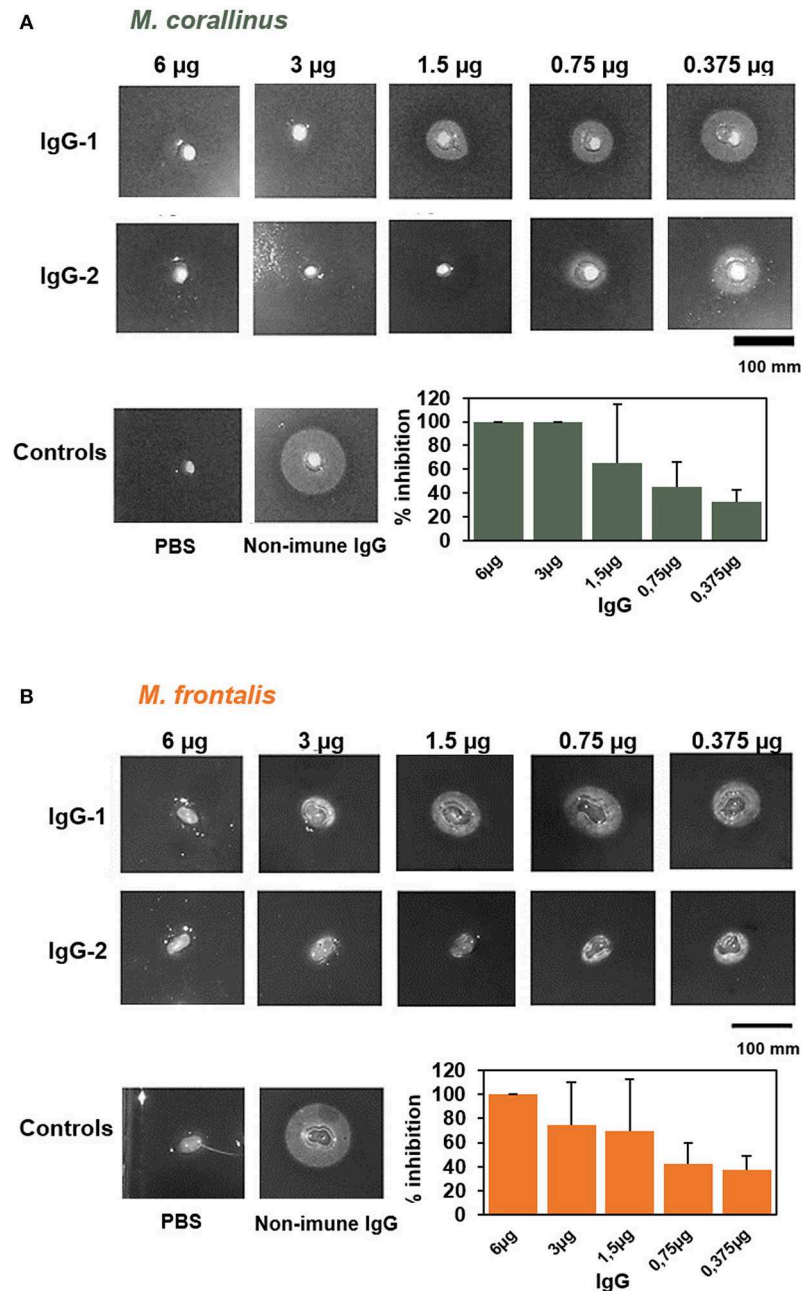 A
M. corallinus
6 µg 3 µg 1.5 µg 0.75 µg 0.375 µg
IgG-1
IgG-2
100 mm
Controls
PBS Non-imune IgG
% inhibition
120
100
80
60
40
20
0
6µg 3µg 1,5µg 0,75µg 0,375µg
IgG
B
M. frontalis
6 µg 3 µg 1.5 µg 0.75 µg 0.375 µg
IgG-1
IgG-2
100 mm
Controls
PBS Non-imune IgG
% inhibition
120
100
80
60
40
20
0
6µg 3µg 1,5µg 0,75µg 0,375µg
IgG